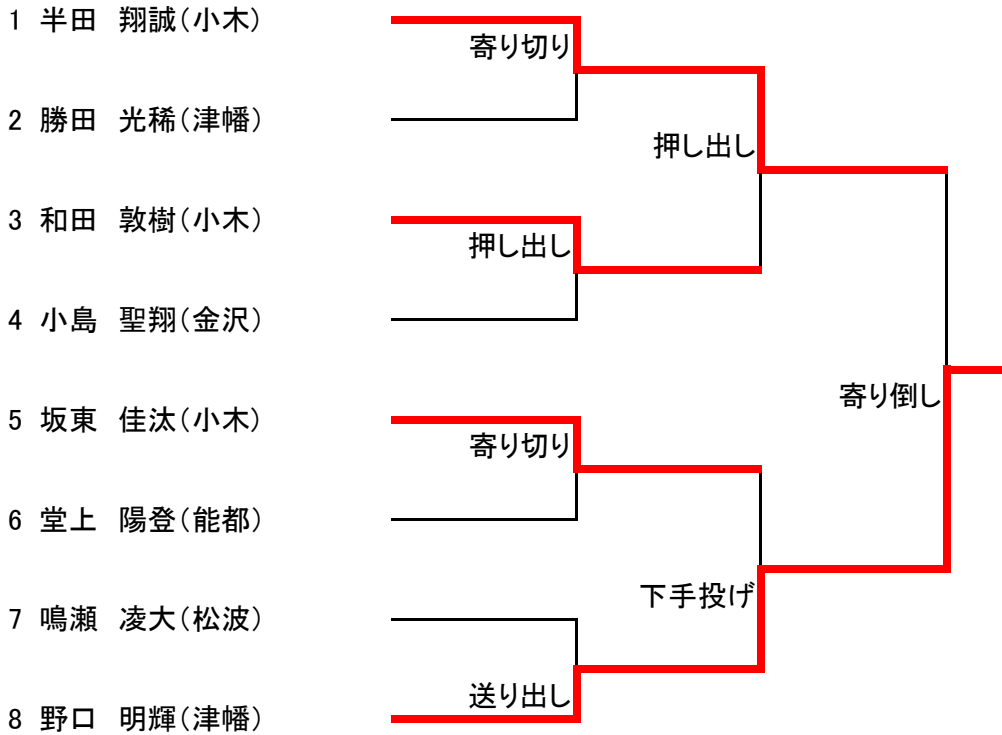 1 半田　翔誠(小木)
寄り切り
2 勝田　光稀(津幡)
押し出し
3 和田　敦樹(小木)
押し出し
4 小島　聖翔(金沢)
寄り倒し
5 坂東　佳汰(小木)
寄り切り
6 堂上　陽登(能都)
下手投げ
7 鳴瀬　凌大(松波)
送り出し
8 野口　明輝(津幡)